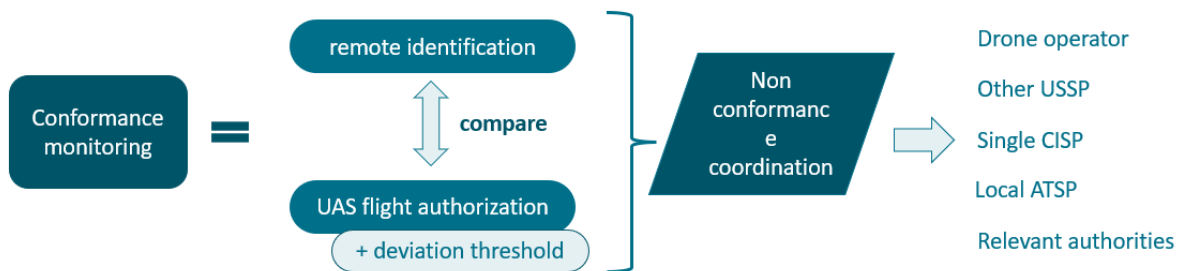 Conformance
monitoring
remote identification
compare
UAS flight authorization
+ deviation threshold
Non
conformanc
e
coordination
Drone operator
Other USSP
Single CISP
Local ATSP
Relevant authorities